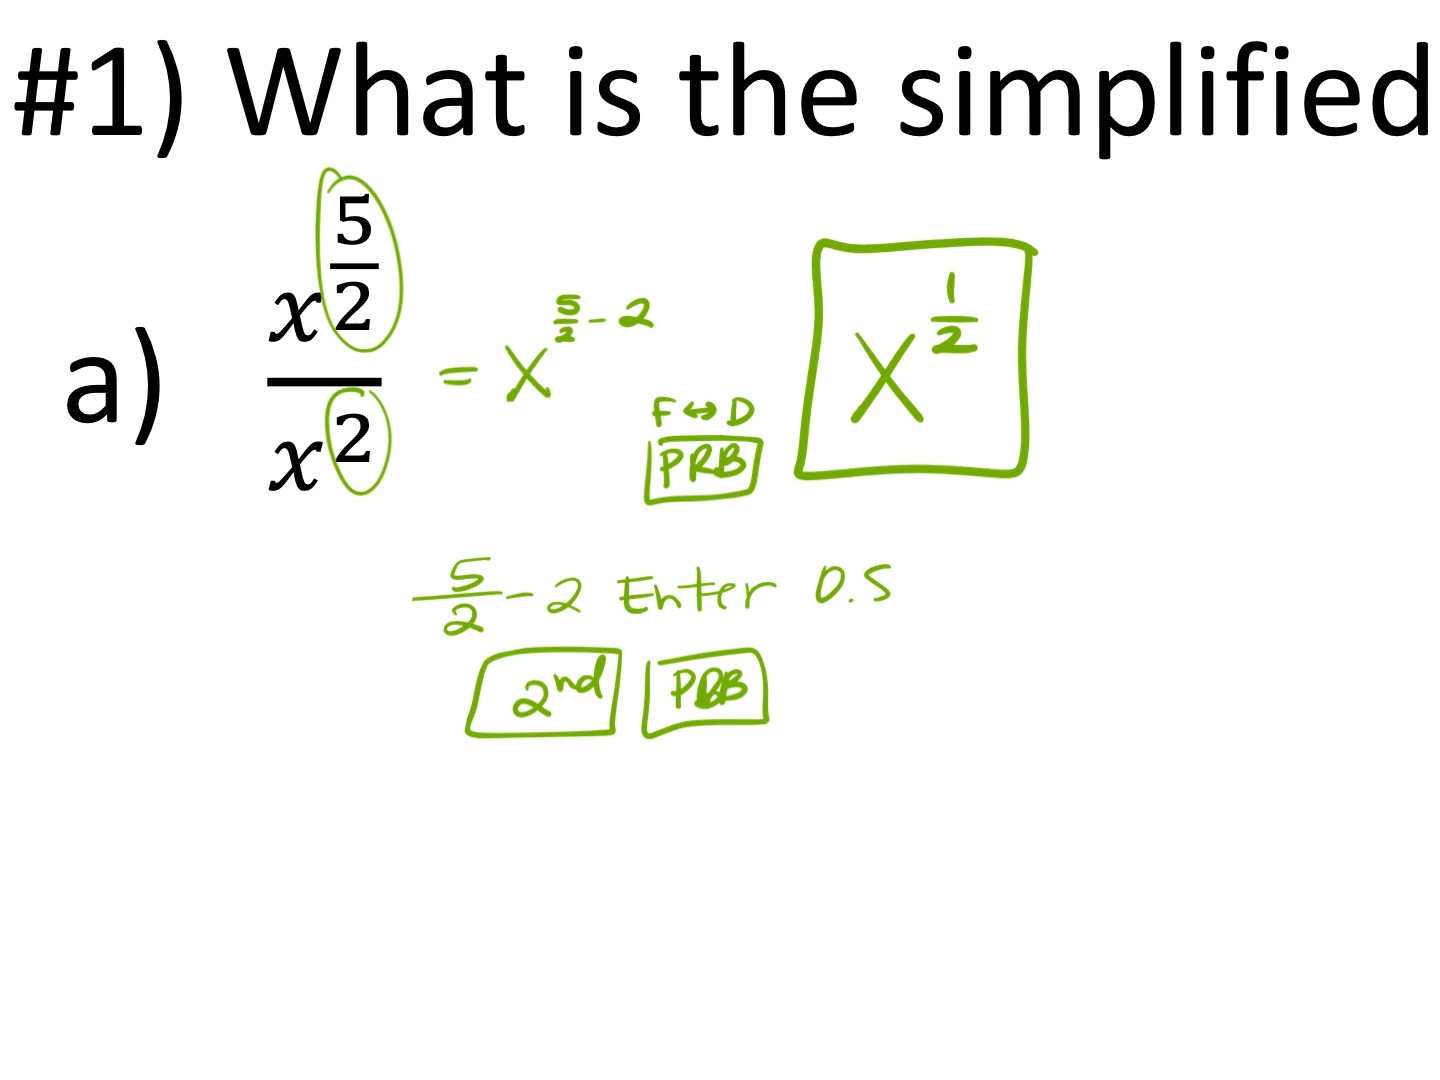 #1) What is the simplified
a) x^(5/2) / x^2 = x^(5/2 - 2)
x^(1/2)
F ↔ D
PRB
5/2 - 2 Enter 0.5
2nd PRB